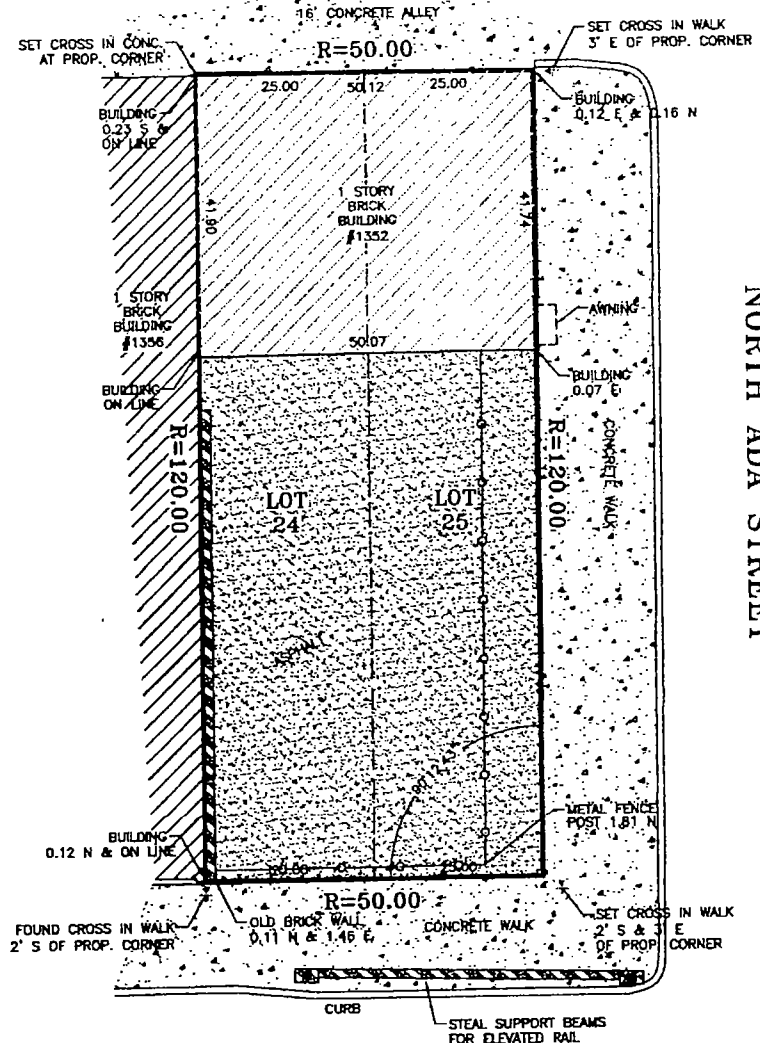 16' CONCRETE ALLEY
SET CROSS IN CONC.
AT PROP. CORNER
R=50.00
SET CROSS IN WALK
3' E OF PROP. CORNER
25.00
50.12
25.00
BUILDING
0.23 S &
ON LINE
BUILDING
0.12 E & 0.16 N
41.90
1 STORY
BRICK
BUILDING
#1352
41.74
1 STORY
BRICK
BUILDING
#1356
AWNING
50.07
BUILDING
ON LINE
BUILDING
0.07 E
NORTH ADA STREET
R=120.00
R=120.00
CONCRETE WALK
LOT
24
LOT
25
ASPHALT
METAL FENCE
POST 1.81 N
BUILDING
0.12 N & ON LINE
R=50.00
FOUND CROSS IN WALK
2' S OF PROP. CORNER
OLD BRICK WALL
0.11 N & 1.46 E
CONCRETE WALK
SET CROSS IN WALK
2' S & 3' E
OF PROP. CORNER
CURB
STEAL SUPPORT BEAMS
FOR ELEVATED RAIL